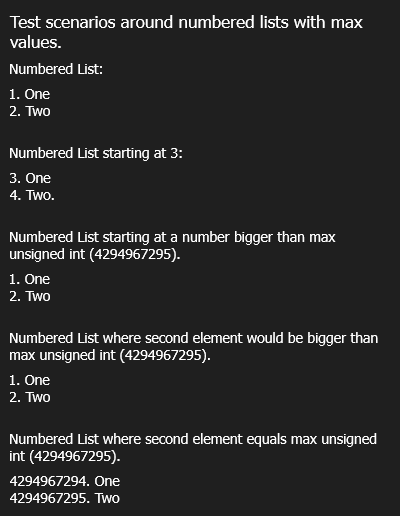 Test scenarios around numbered lists with max
values.
Numbered List:
1. One
2. Two
Numbered List starting at 3:
3. One
4. Two.
Numbered List starting at a number bigger than max
unsigned int (4294967295).
1. One
2. Two
Numbered List where second element would be bigger than
max unsigned int (4294967295).
1. One
2. Two
Numbered List where second element equals max unsigned
int (4294967295).
4294967294. One
4294967295. Two